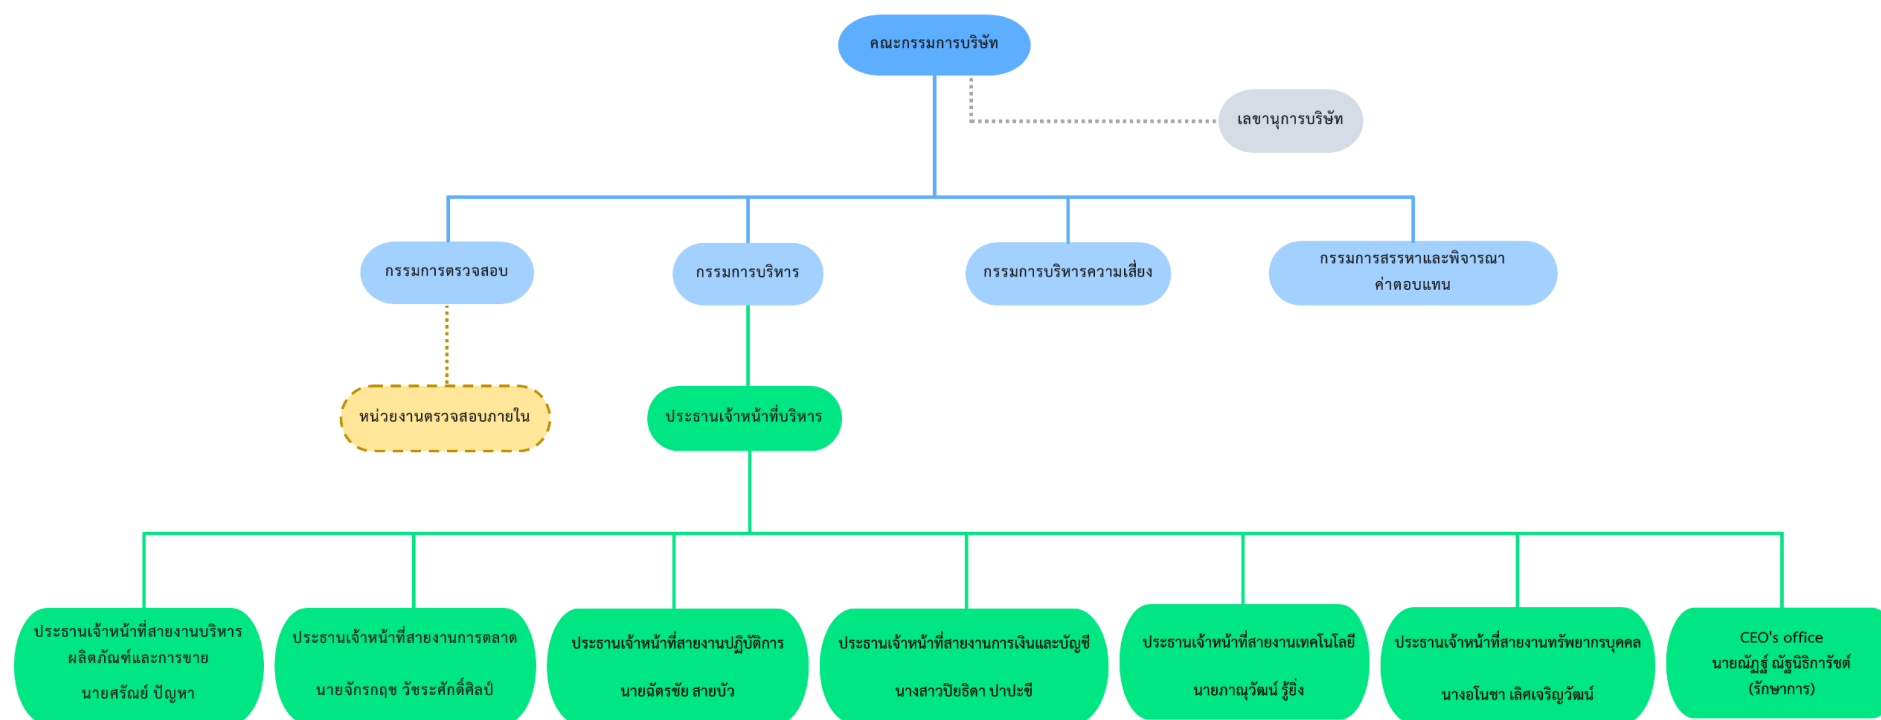 คณะกรรมการบริษัท
เลขานุการบริษัท
กรรมการตรวจสอบ
กรรมการบริหาร
กรรมการบริหารความเสี่ยง
กรรมการสรรหาและพิจารณา
ค่าตอบแทน
หน่วยงานตรวจสอบภายใน
ประธานเจ้าหน้าที่บริหาร
ประธานเจ้าหน้าที่สายงานบริหาร
ผลิตภัณฑ์และการขาย
นายศรัณย์ ปัญหา
ประธานเจ้าหน้าที่สายงานการตลาด
นายจักรกฤช วัชระศักดิ์ศิลป์
ประธานเจ้าหน้าที่สายงานปฏิบัติการ
นายฉัตรชัย สายบัว
ประธานเจ้าหน้าที่สายงานการเงินและบัญชี
นางสาวปิยธิดา ปาปะขี
ประธานเจ้าหน้าที่สายงานเทคโนโลยี
นายภาณุวัฒน์ รู้ยิ่ง
ประธานเจ้าหน้าที่สายงานทรัพยากรบุคคล
นางอโนชา เลิศเจริญวัฒน์
CEO's office
นายณัฏฐ์ ณัฐนิธิการัชต์
(รักษาการ)